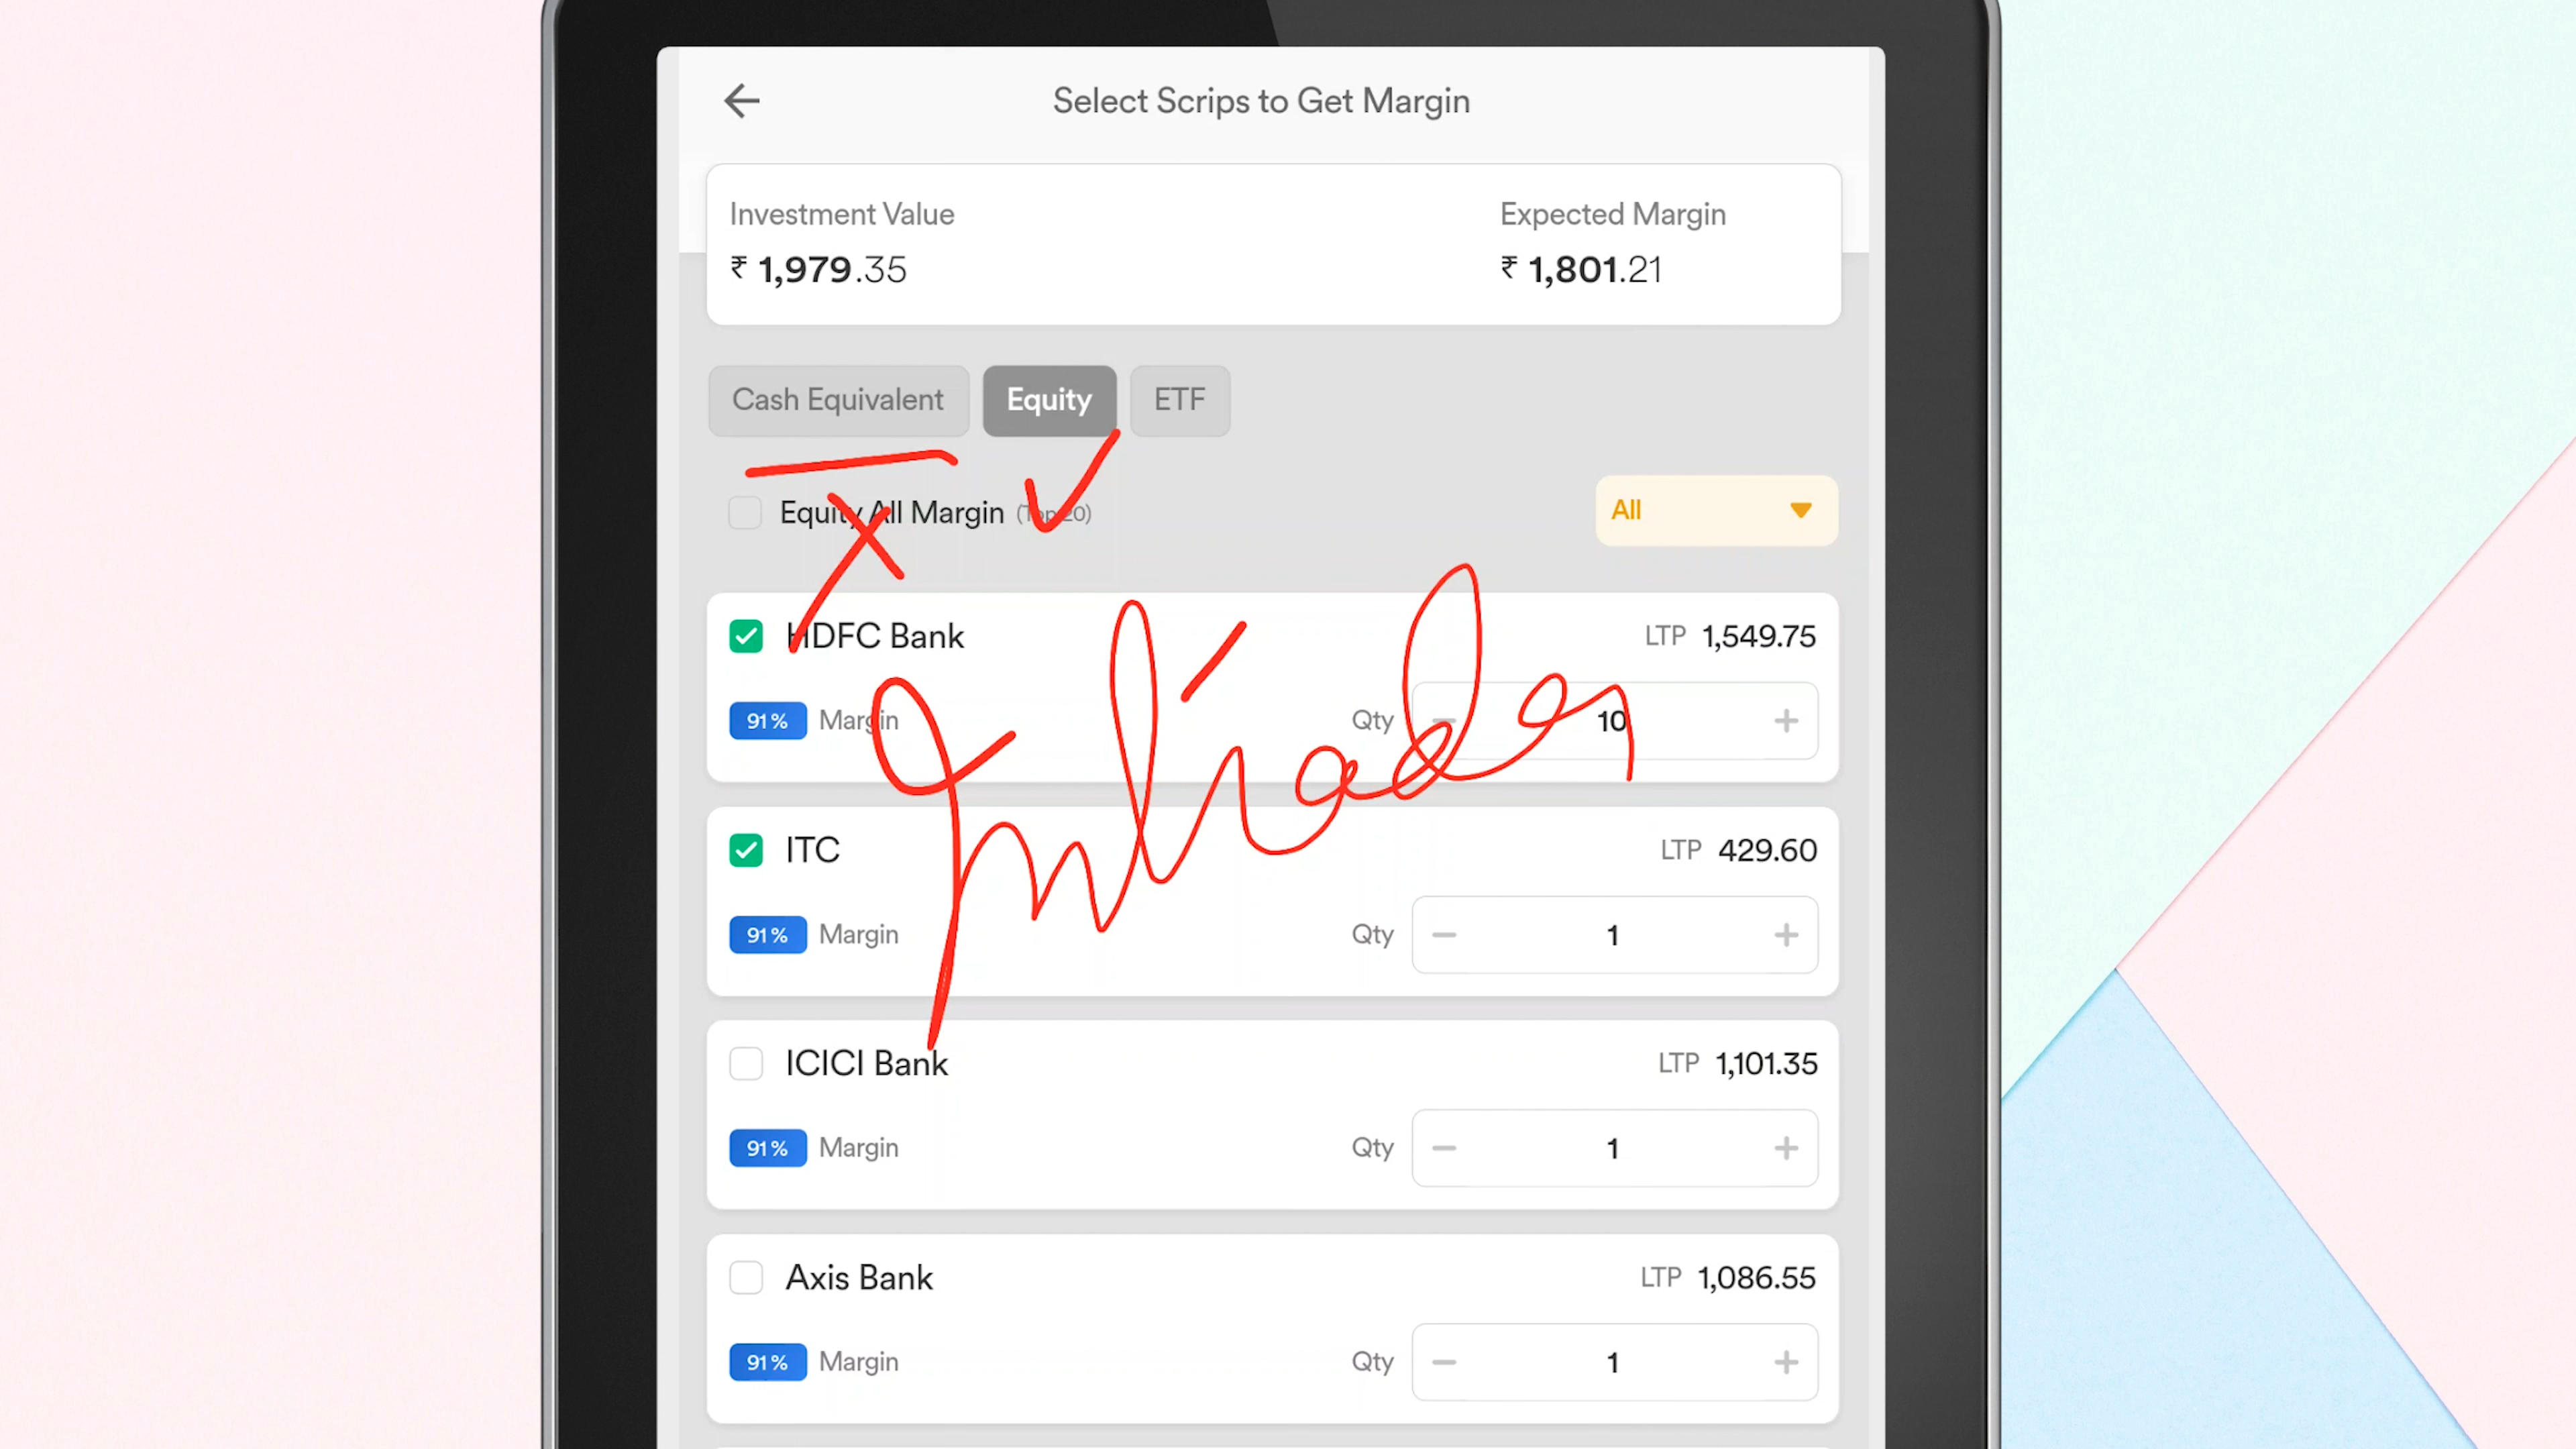 Select Scrips to Get Margin
Investment Value Expected Margin
₹ 1,979.35 ₹ 1,801.21
Cash Equivalent Equity ETF
Equity All Margin (Top 20) All
HDFC Bank LTP 1,549.75
91% Margin Qty 10
ITC LTP 429.60
91% Margin Qty 1
ICICI Bank LTP 1,101.35
91% Margin Qty 1
Axis Bank LTP 1,086.55
91% Margin Qty 1